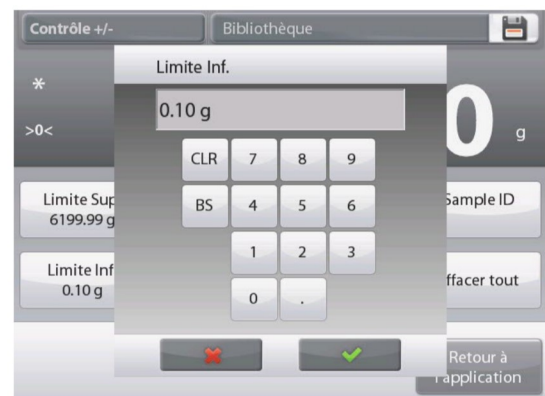 Contrôle +/-
Bibliothèque
Limite Inf.
*
0.10 g
>0<
0 g
CLR 7 8 9
Limite Sup
6199.99 g
BS 4 5 6
Sample ID
1 2 3
Limite Inf
0.10 g
ffacer tout
0 .
Retour à
l'application